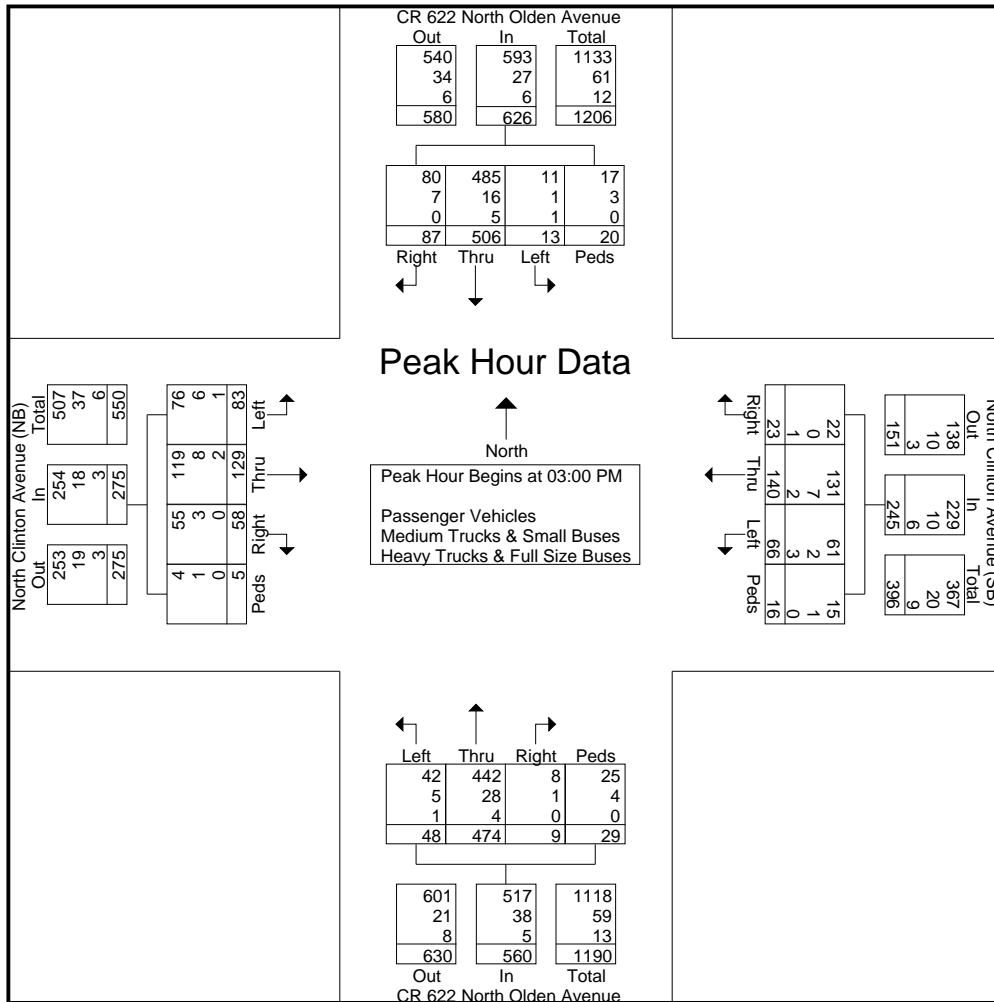 CR 622 North Olden Avenue
Out In Total
540 593 1133
34 27 61
6 6 12
580 626 1206
80 485 11 17
7 16 1 3
0 5 1 0
87 506 13 20
Right Thru Left Peds
Peak Hour Data
North
Peak Hour Begins at 03:00 PM
Passenger Vehicles
Medium Trucks & Small Buses
Heavy Trucks & Full Size Buses
North Clinton Avenue (NB)
Out In Total
253 254 507
19 18 37
3 3 6
275 275 550
4 55 119 76
1 3 8 6
0 0 2 1
5 58 129 83
Peds Right Thru Left
North Clinton Avenue (SB)
Out In Total
138 229 367
10 10 20
3 6 9
151 245 396
22 131 61 15
0 7 2 1
1 2 3 0
23 140 66 16
Right Thru Left Peds
Left Thru Right Peds
42 442 8 25
5 28 1 4
1 4 0 0
48 474 9 29
601 517 1118
21 38 59
8 5 13
630 560 1190
Out In Total
CR 622 North Olden Avenue